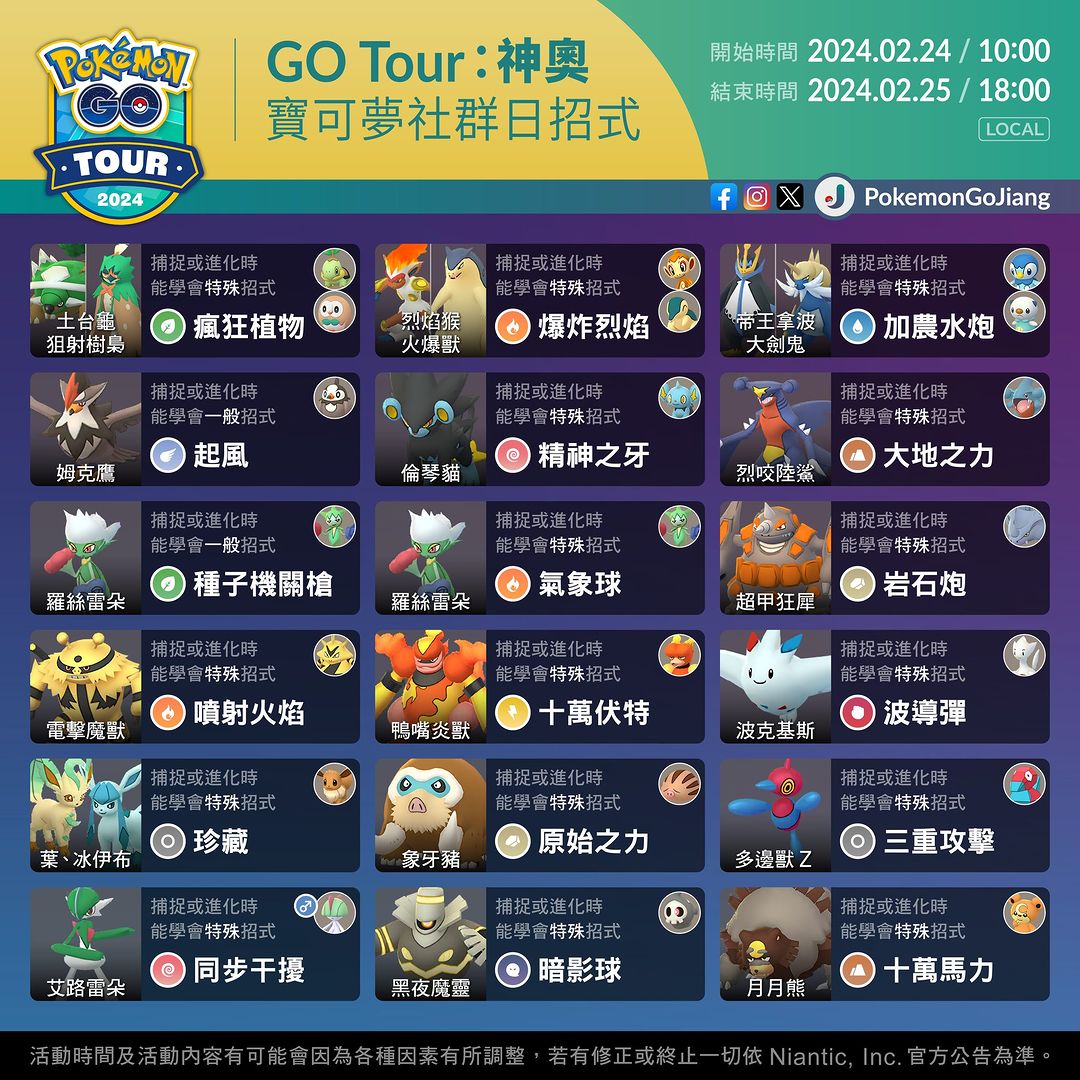 POKÉMON
GO
TOUR
2024
GO Tour：神奧
寶可夢社群日招式
開始時間 2024.02.24 / 10:00
結束時間 2024.02.25 / 18:00
LOCAL
PokemonGoJiang
土台龜
狙射樹梟
捕捉或進化時
能學會特殊招式
瘋狂植物
烈焰猴
火爆獸
捕捉或進化時
能學會特殊招式
爆炸烈焰
帝王拿波
大劍鬼
捕捉或進化時
能學會特殊招式
加農水炮
姆克鷹
捕捉或進化時
能學會一般招式
起風
倫琴貓
捕捉或進化時
能學會特殊招式
精神之牙
烈咬陸鯊
捕捉或進化時
能學會特殊招式
大地之力
羅絲雷朵
捕捉或進化時
能學會一般招式
種子機關槍
羅絲雷朵
捕捉或進化時
能學會特殊招式
氣象球
超甲狂犀
捕捉或進化時
能學會特殊招式
岩石炮
電擊魔獸
捕捉或進化時
能學會特殊招式
噴射火焰
鴨嘴炎獸
捕捉或進化時
能學會特殊招式
十萬伏特
波克基斯
捕捉或進化時
能學會特殊招式
波導彈
葉、冰伊布
捕捉或進化時
能學會特殊招式
珍藏
象牙豬
捕捉或進化時
能學會特殊招式
原始之力
多邊獸Ｚ
捕捉或進化時
能學會特殊招式
三重攻擊
艾路雷朵
捕捉或進化時
能學會特殊招式
同步干擾
黑夜魔靈
捕捉或進化時
能學會特殊招式
暗影球
月月熊
捕捉或進化時
能學會特殊招式
十萬馬力
活動時間及活動內容有可能會因為各種因素有所調整，若有修正或終止一切依 Niantic, Inc. 官方公告為準。